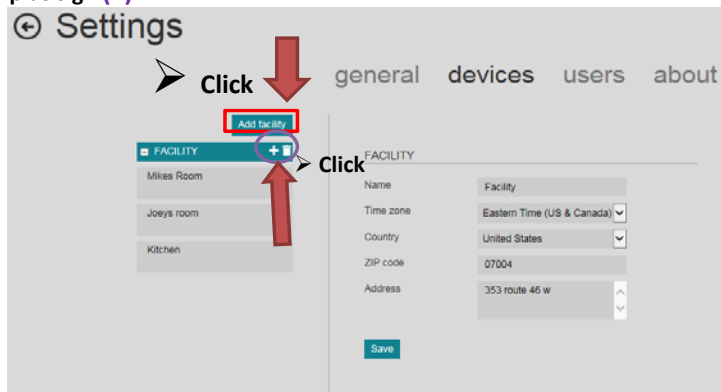 Settings
Click
general devices users about
Add facility
FACILITY +
Click
FACILITY
Mikes Room
Name Facility
Joeys room
Time zone Eastern Time (US & Canada)
Country United States
Kitchen
ZIP code 07004
Address 353 route 46 w
Save